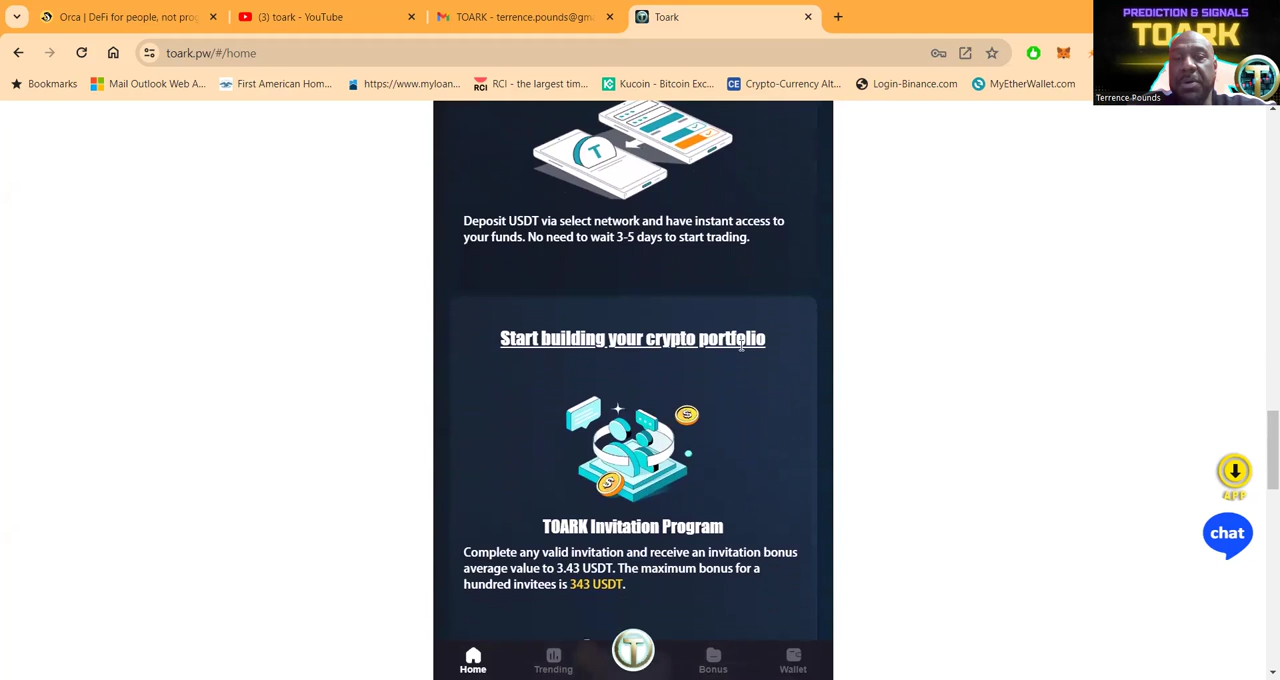 Orca | DeFi for people, not prog
(3) toark - YouTube
TOARK - terrence.pounds@gm
Toark
toark.pw/#/home
Bookmarks
Mail Outlook Web A...
First American Hom...
https://www.myloan...
RCI - the largest tim...
Kucoin - Bitcoin Exc...
Crypto-Currency Alt...
Login-Binance.com
MyEtherWallet.com
PREDICTION & SIGNALS
TOARK
Terrence Pounds
Deposit USDT via select network and have instant access to
your funds. No need to wait 3-5 days to start trading.
Start building your crypto portfolio
TOARK Invitation Program
Complete any valid invitation and receive an invitation bonus
average value to 3.43 USDT. The maximum bonus for a
hundred invitees is 343 USDT.
APP
chat
Home
Trending
Bonus
Wallet